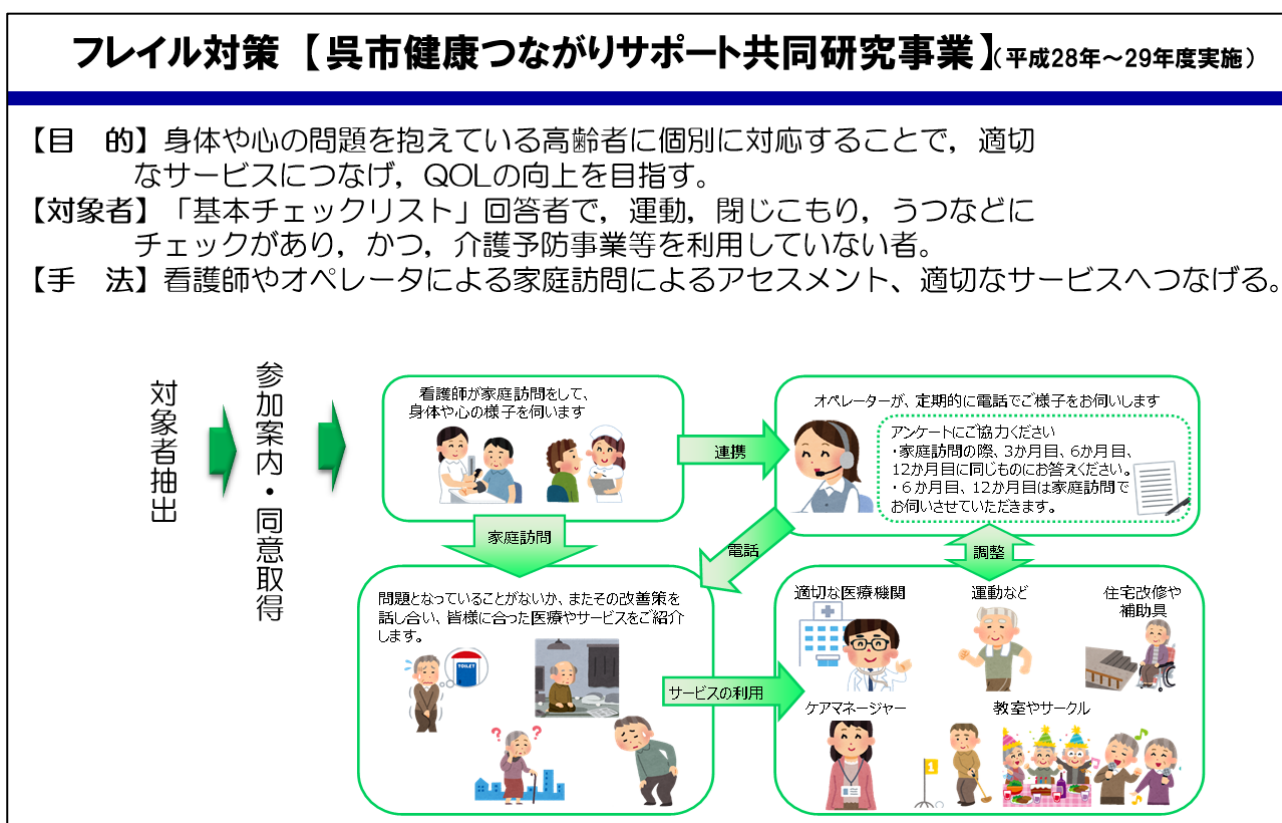 フレイル対策 【呉市健康つながりサポート共同研究事業】(平成28年～29年度実施)
【目　的】身体や心の問題を抱えている高齢者に個別に対応することで，適切
なサービスにつなげ，QOLの向上を目指す。
【対象者】「基本チェックリスト」回答者で，運動，閉じこもり，うつなどに
チェックがあり，かつ，介護予防事業等を利用していない者。
【手　法】看護師やオペレータによる家庭訪問によるアセスメント、適切なサービスへつなげる。
対象者抽出
参加案内・同意取得
看護師が家庭訪問をして、
身体や心の様子を伺います
連携
オペレーターが、定期的に電話でご様子をお伺いします
アンケートにご協力ください
・家庭訪問の際、3か月目、6か月目、
12か月目に同じものにお答えください。
・６か月目、12か月目は家庭訪問で
お伺いさせていただきます。
家庭訪問
電話
調整
問題となっていることがないか、またその改善策を
話し合い、皆様に合った医療やサービスをご紹介
します。
TOILET
サービスの利用
適切な医療機関
運動など
住宅改修や
補助具
ケアマネージャー
教室やサークル
1